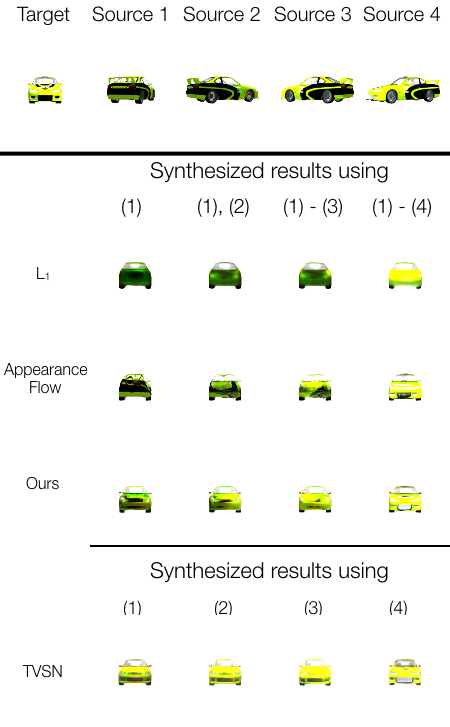 Target Source 1 Source 2 Source 3 Source 4
Synthesized results using
(1) (1), (2) (1) - (3) (1) - (4)
L₁
Appearance
Flow
Ours
Synthesized results using
(1) (2) (3) (4)
TVSN